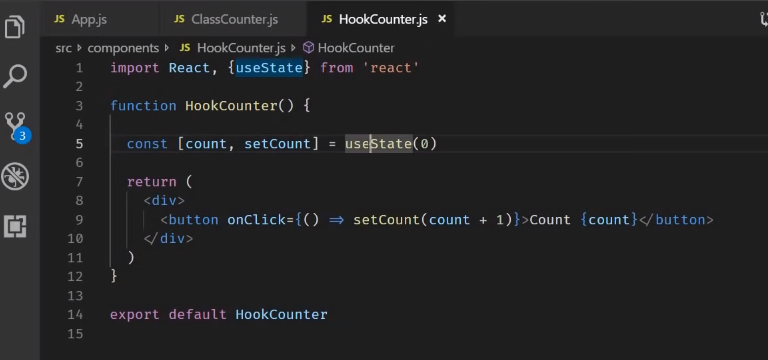 JS App.js JS ClassCounter.js JS HookCounter.js ×
src › components › JS HookCounter.js › HookCounter
1 import React, {useState} from 'react'
2
3 function HookCounter() {
4
5 const [count, setCount] = useState(0)
6
7 return (
8 <div>
9 <button onClick={() => setCount(count + 1)}>Count {count}</button>
10 </div>
11 )
12 }
13
14 export default HookCounter
15
3